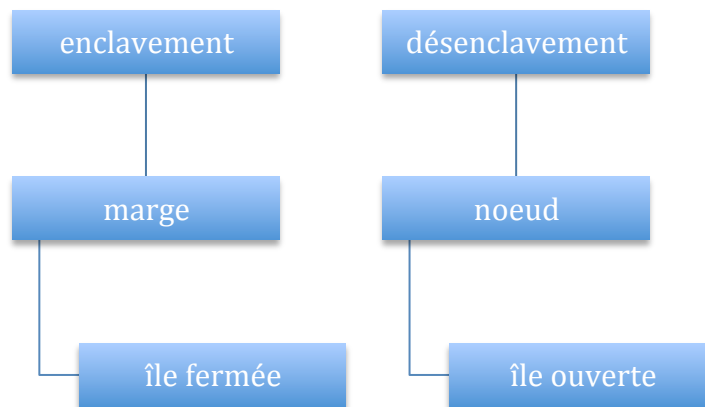 enclavement
désenclavement
marge
noeud
île fermée
île ouverte